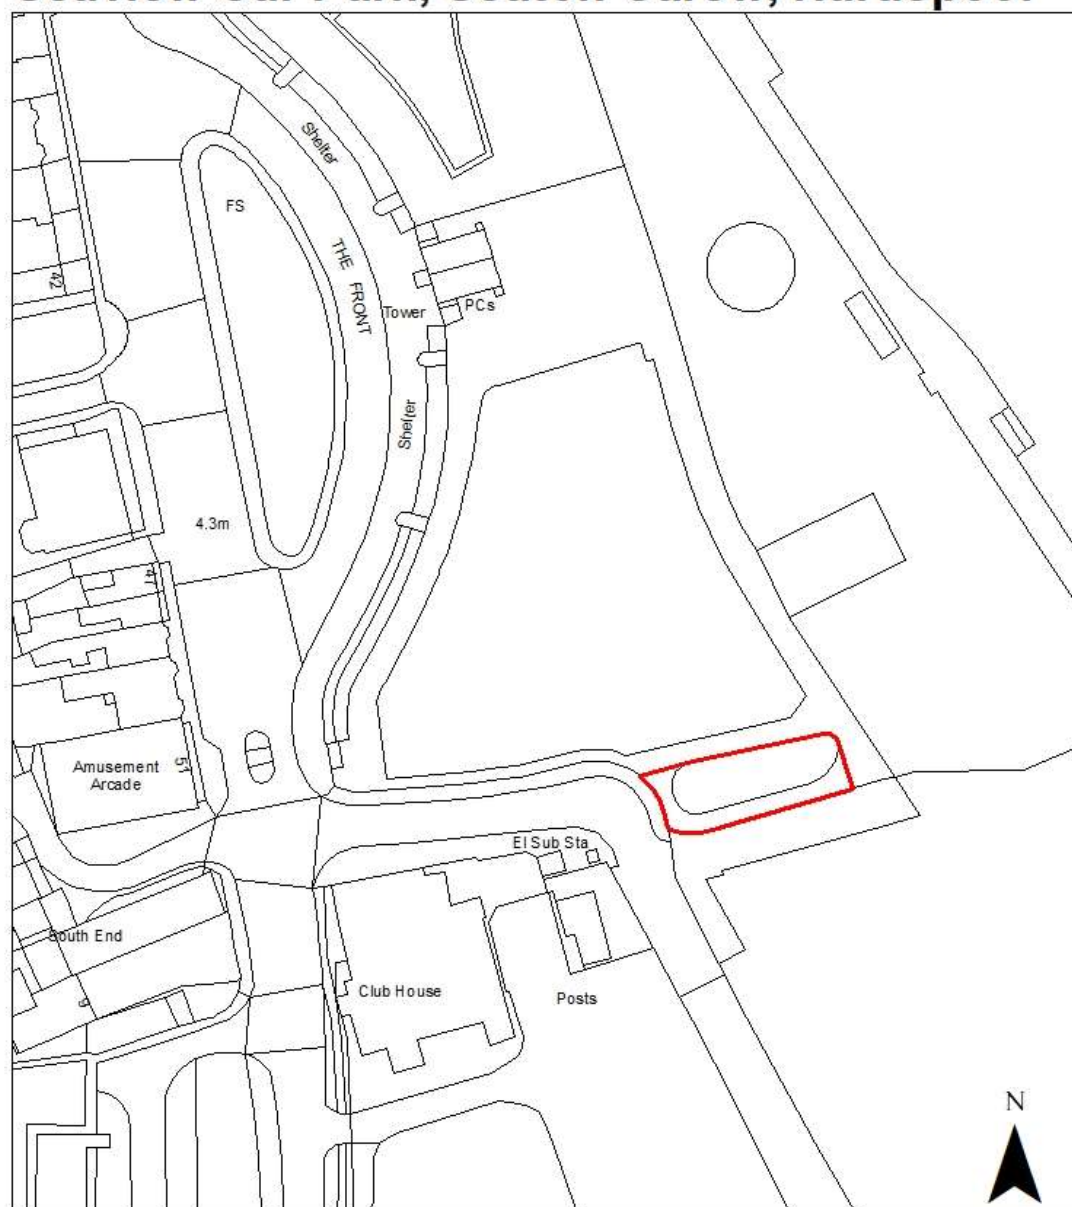 Shelter
FS
THE FRONT
42
Tower
PCs
Shelter
4.3m
47
Amusement
Arcade
51
El Sub Sta
South End
9
Club House
Posts
N